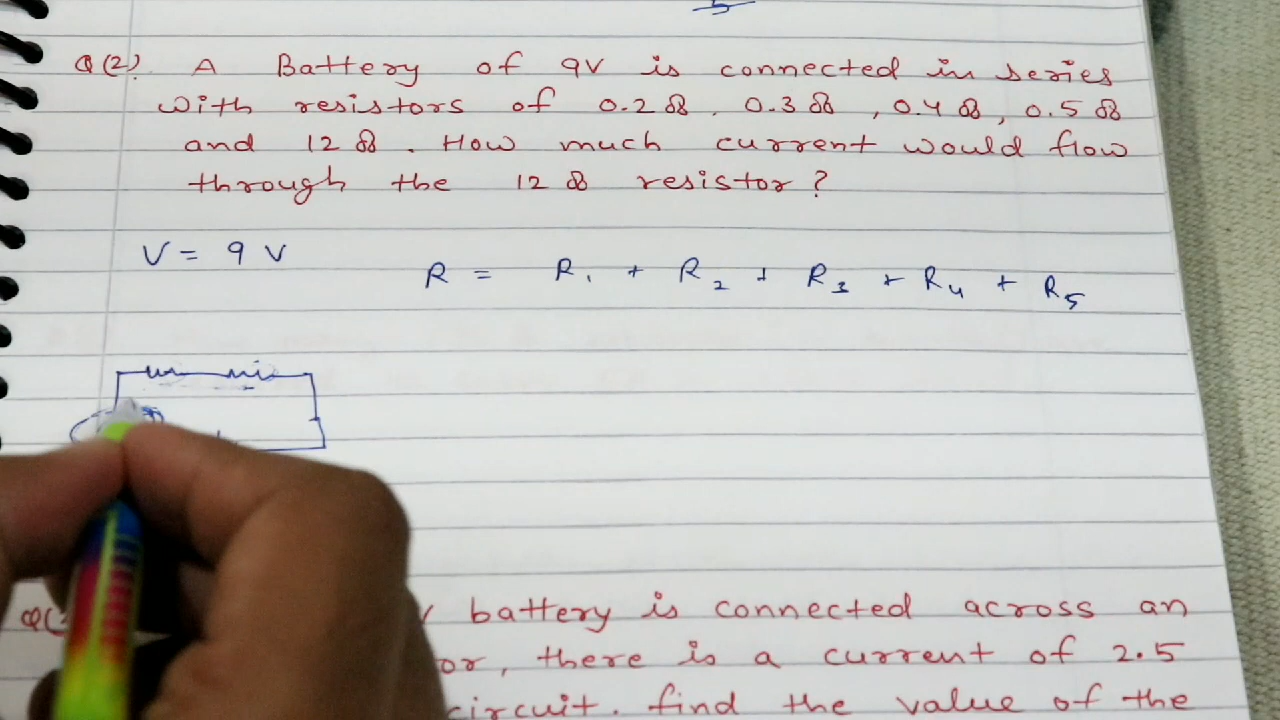 Q(2). A Battery of 9V is connected in series
with resistors of 0.2 Ω, 0.3 Ω, 0.4 Ω, 0.5 Ω
and 12 Ω. How much current would flow
through the 12 Ω resistor?
V = 9 V
R = R1 + R2 + R3 + R4 + R5
battery is connected across an
or, there is a current of 2.5
circuit. find the value of the